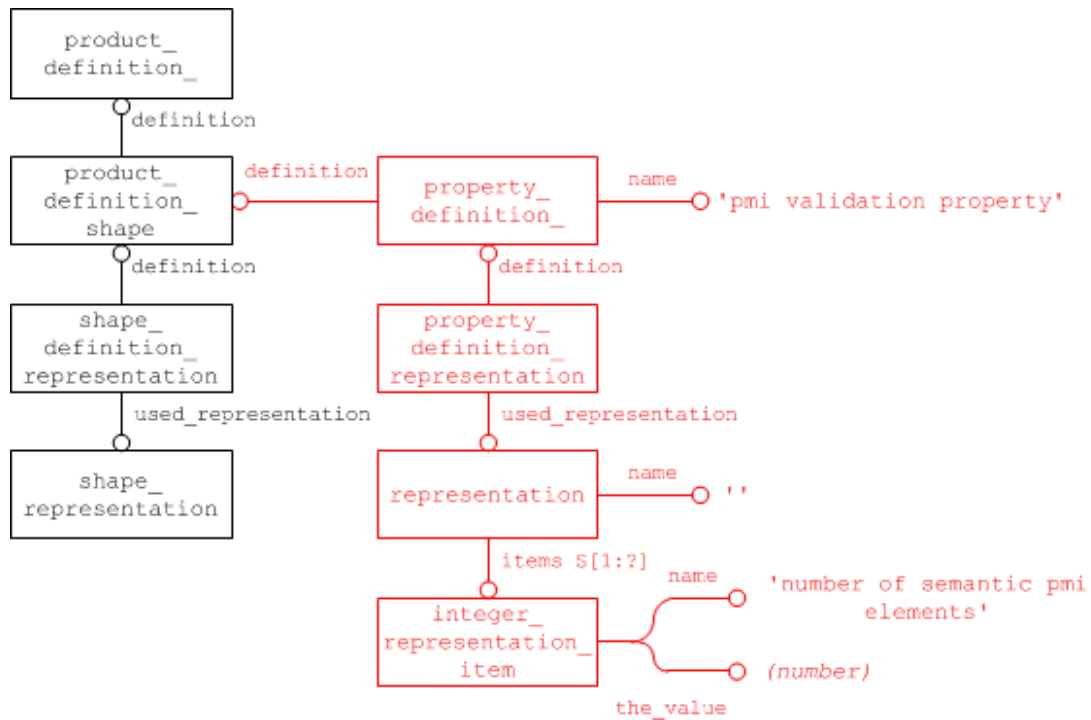 product_
definition_
definition
product_
definition_
shape
definition
property_
definition_
name
'pmi validation property'
definition
definition
shape_
definition_
representation
property_
definition_
representation
used_representation
used_representation
shape_
representation
representation
name
''
items S[1:?]
name
'number of semantic pmi
elements'
integer_
representation_
item
(number)
the_value